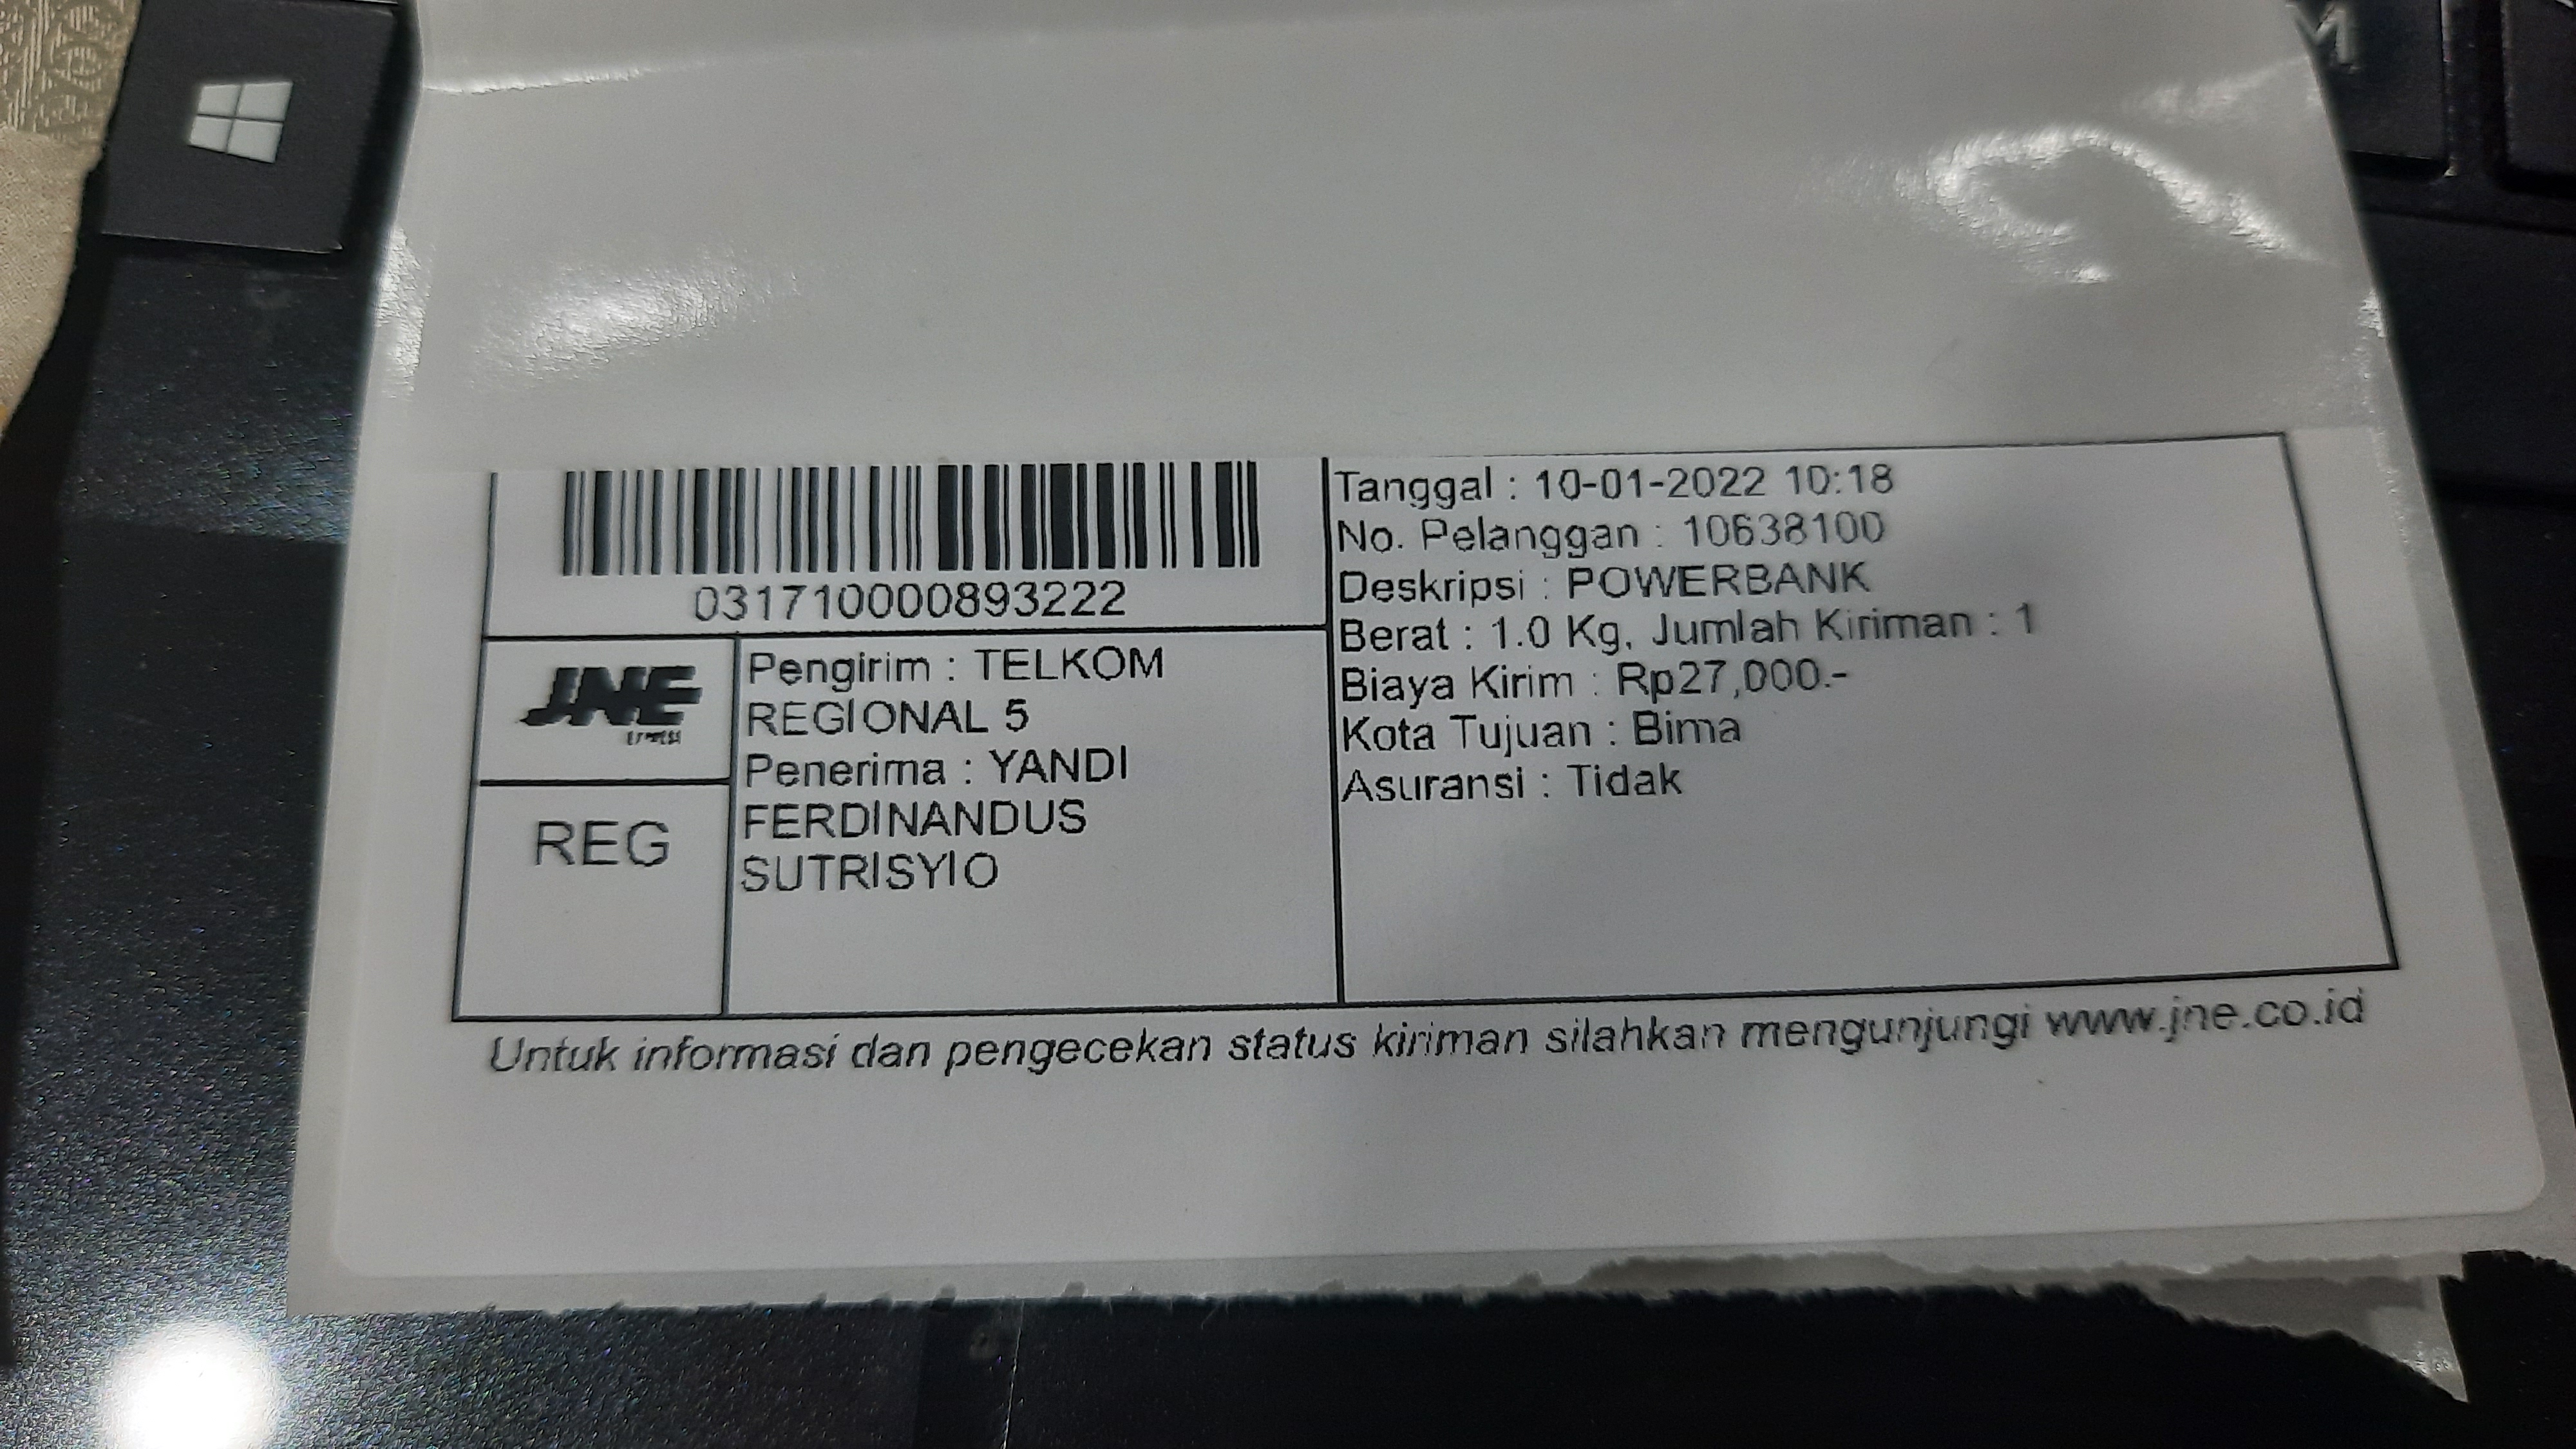 0317100008932222
JNE
EXPRESS
REG
Pengirim : TELKOM
REGIONAL 5
Penerima : YANDI
FERDINANDUS
SUTRISYIO
Tanggal : 10-01-2022 10:18
No. Pelanggan : 10638100
Deskripsi : POWERBANK
Berat : 1.0 Kg, Jumlah Kiriman : 1
Biaya Kirim : Rp27,000.-
Kota Tujuan : Bima
Asuransi : Tidak
Untuk informasi dan pengecekan status kiriman silahkan mengunjungi www.jne.co.id